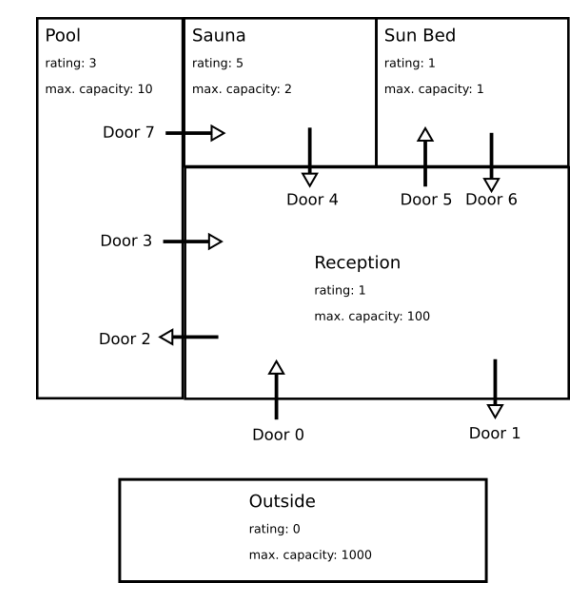 Pool
rating: 3
max. capacity: 10
Sauna
rating: 5
max. capacity: 2
Sun Bed
rating: 1
max. capacity: 1
Door 7
Door 4
Door 5
Door 6
Door 3
Reception
rating: 1
max. capacity: 100
Door 2
Door 0
Door 1
Outside
rating: 0
max. capacity: 1000